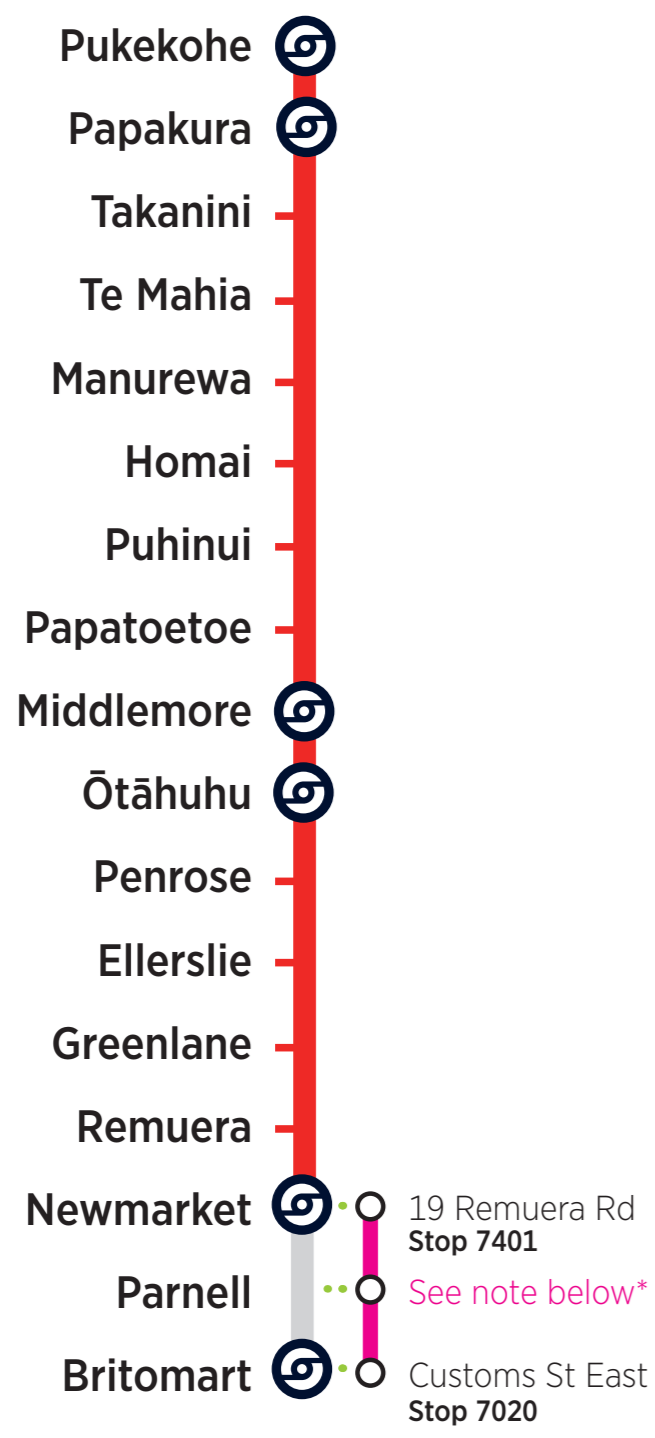 Pukekohe
Papakura
Takanini
Te Mahia
Manurewa
Homai
Puhinui
Papatoetoe
Middlemore
Ōtāhuhu
Penrose
Ellerslie
Greenlane
Remuera
Newmarket
19 Remuera Rd
Stop 7401
Parnell
See note below*
Britomart
Customs St East
Stop 7020